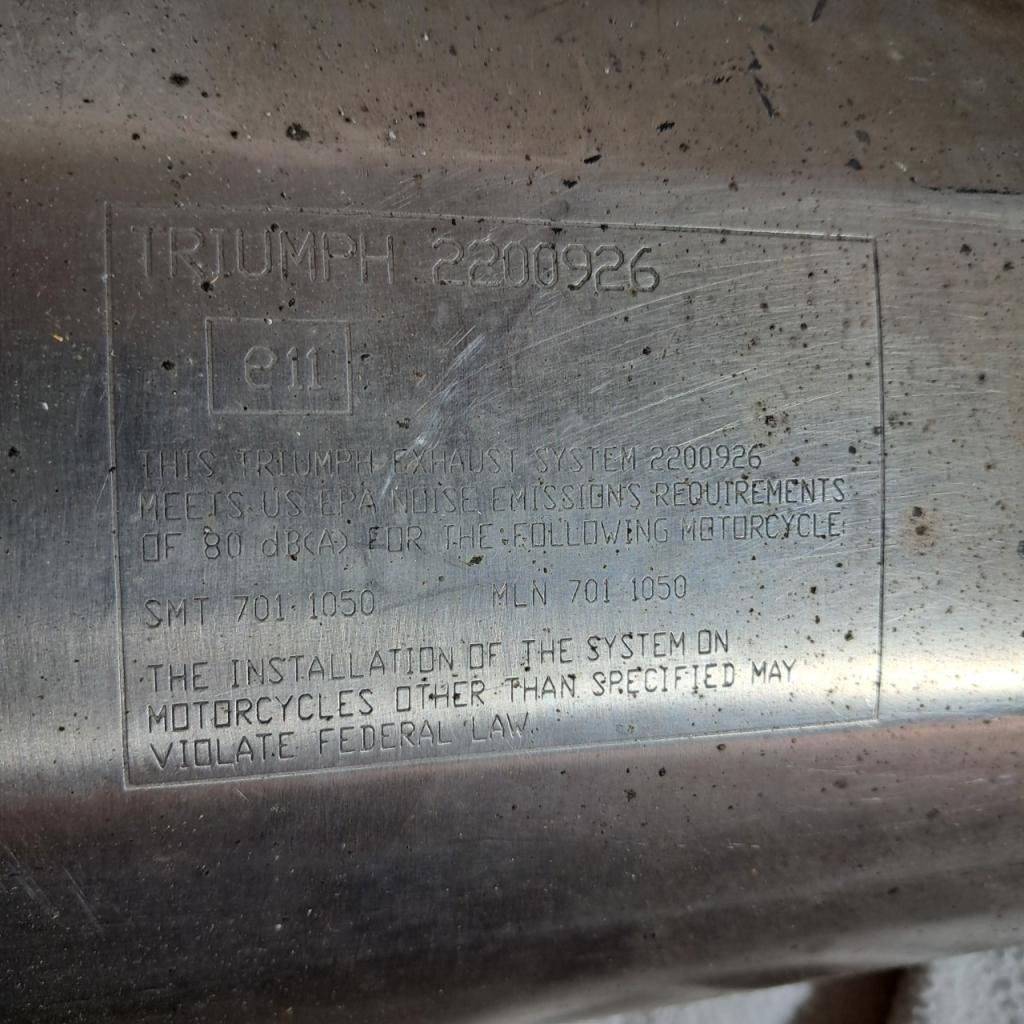 TRIUMPH 2200926
e11
THIS TRIUMPH EXHAUST SYSTEM 2200926
MEETS US EPA NOISE EMISSIONS REQUIREMENTS
OF 80 dB(A) FOR THE FOLLOWING MOTORCYCLE:
SMT 701 1050 MLN 701 1050
THE INSTALLATION OF THE SYSTEM ON
MOTORCYCLES OTHER THAN SPECIFIED MAY
VIOLATE FEDERAL LAW